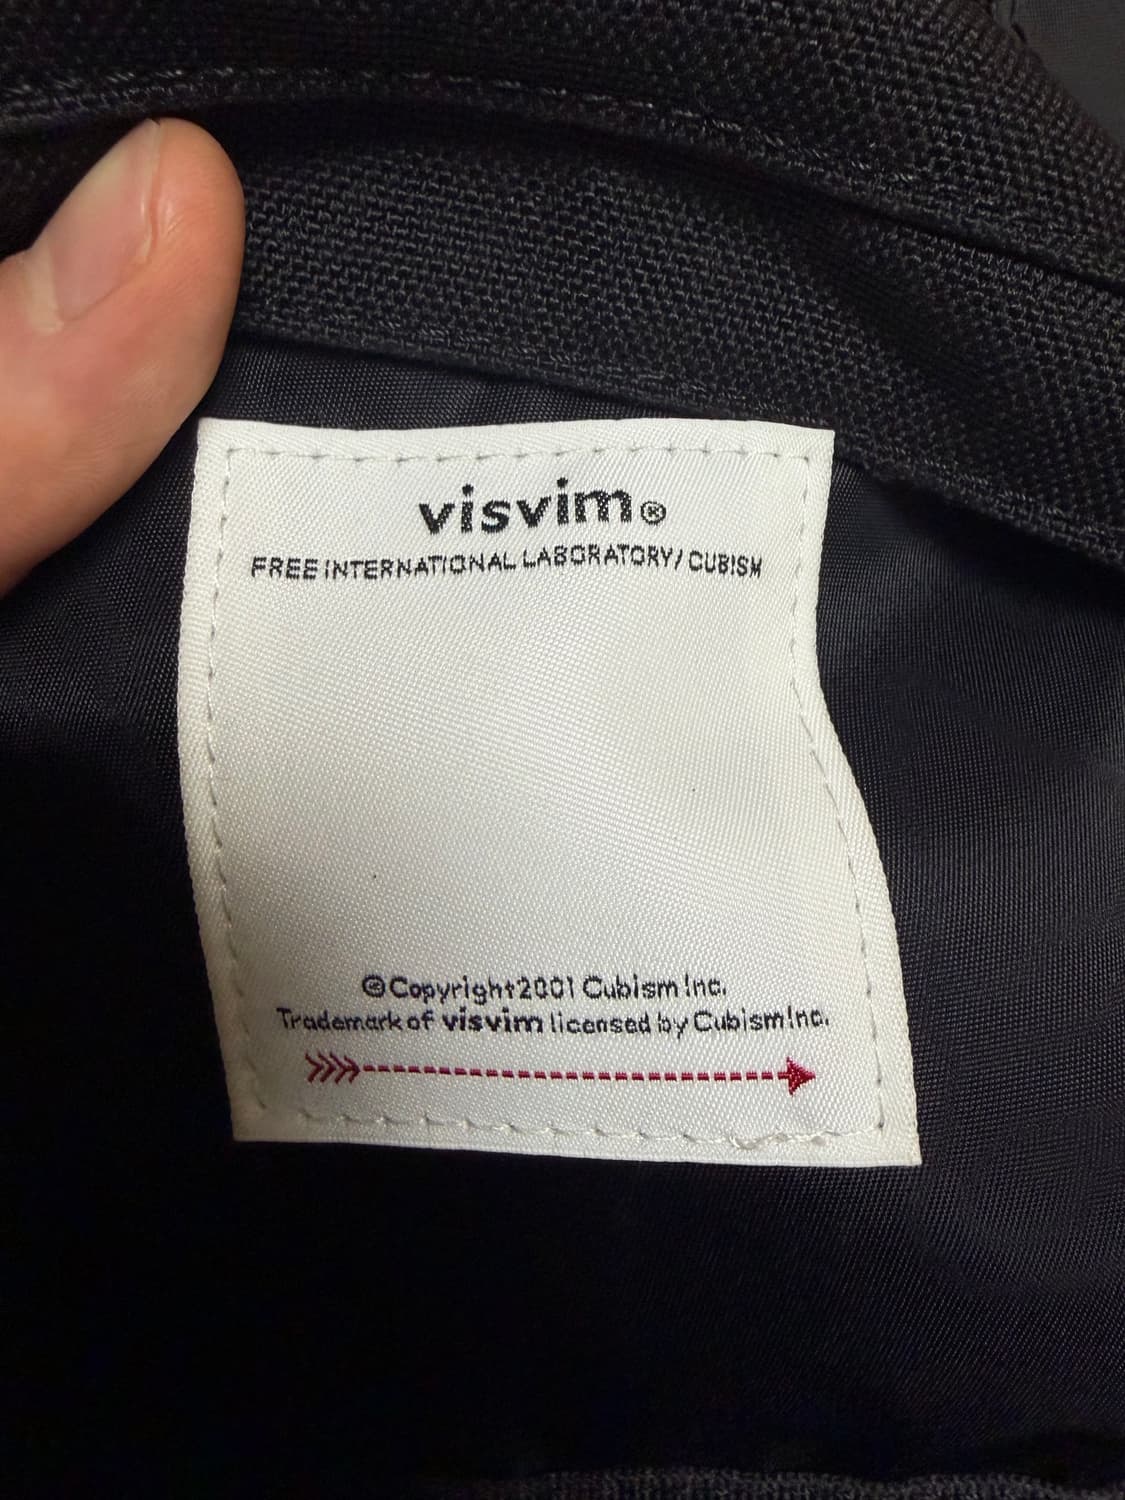 visvim®
FREE INTERNATIONAL LABORATORY/CUBISM
©Copyright2001 Cubism Inc.
Trademark of visvim licensed by Cubism Inc.